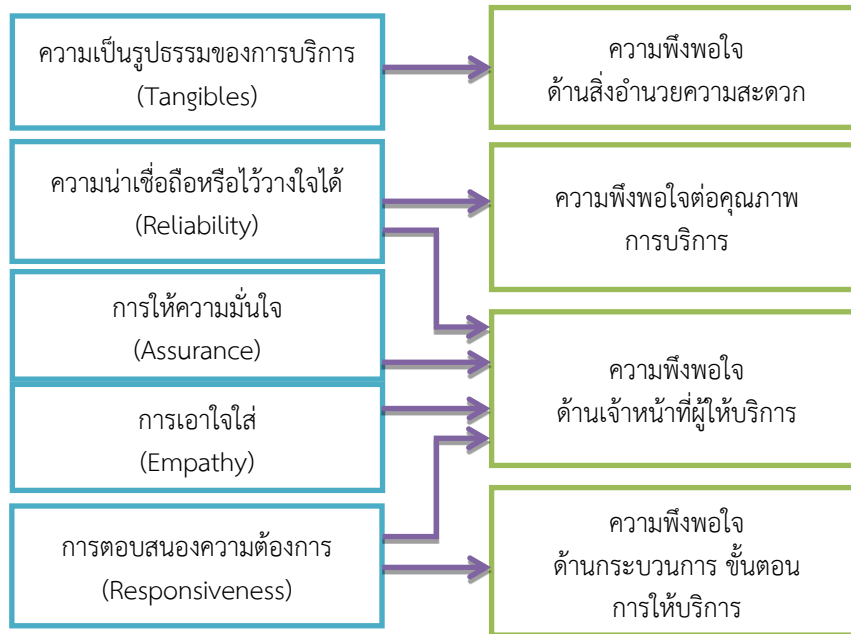 ความเป็นรูปธรรมของการบริการ
(Tangibles)
ความพึงพอใจ
ด้านสิ่งอำนวยความสะดวก
ความน่าเชื่อถือหรือไว้วางใจได้
(Reliability)
ความพึงพอใจต่อคุณภาพ
การบริการ
การให้ความมั่นใจ
(Assurance)
ความพึงพอใจ
ด้านเจ้าหน้าที่ผู้ให้บริการ
การเอาใจใส่
(Empathy)
การตอบสนองความต้องการ
(Responsiveness)
ความพึงพอใจ
ด้านกระบวนการ ขั้นตอน
การให้บริการ